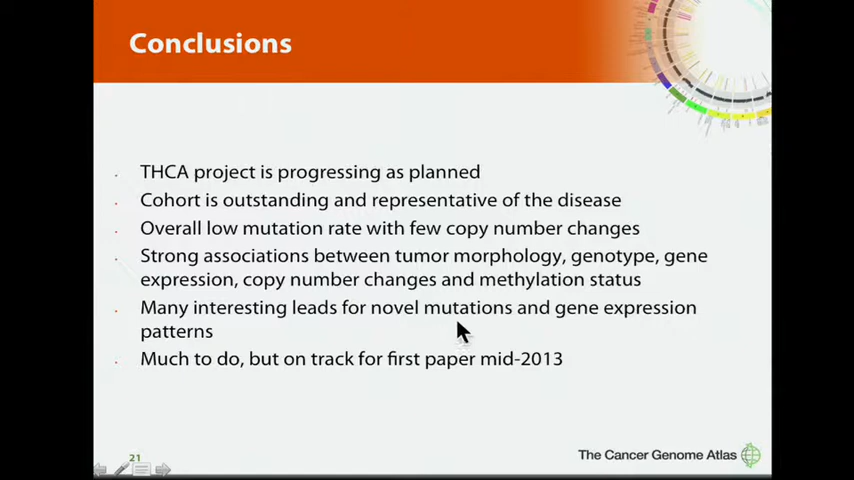 Conclusions
THCA project is progressing as planned
Cohort is outstanding and representative of the disease
Overall low mutation rate with few copy number changes
Strong associations between tumor morphology, genotype, gene
expression, copy number changes and methylation status
Many interesting leads for novel mutations and gene expression
patterns
Much to do, but on track for first paper mid-2013
21
The Cancer Genome Atlas